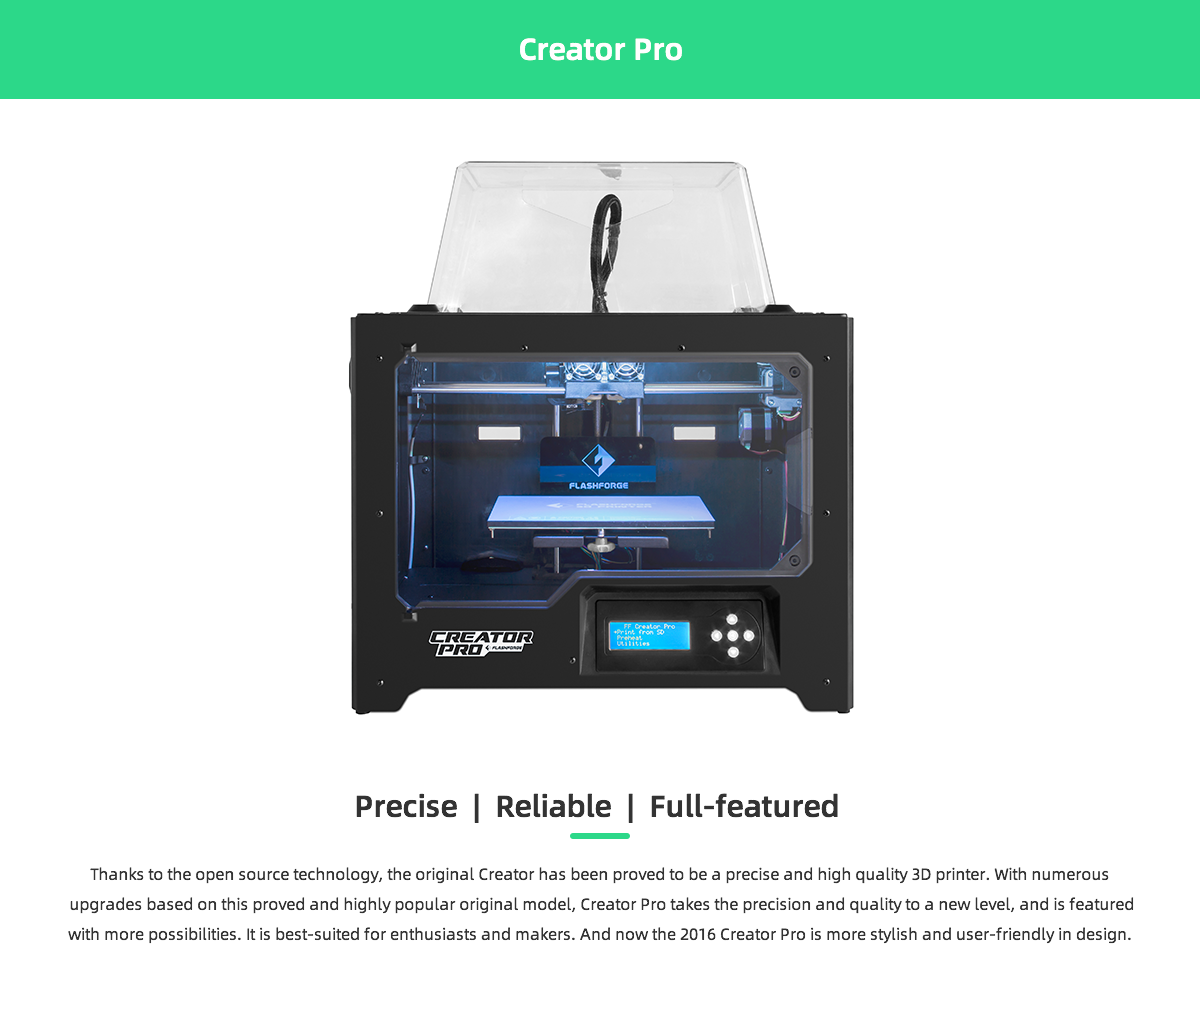 Creator Pro
FLASHFORGE
FF Creator Pro
Print from SD
Preheat
Utilities
CREATOR
PRO FLASHFORGE
Precise | Reliable | Full-featured
Thanks to the open source technology, the original Creator has been proved to be a precise and high quality 3D printer. With numerous
upgrades based on this proved and highly popular original model, Creator Pro takes the precision and quality to a new level, and is featured
with more possibilities. It is best-suited for enthusiasts and makers. And now the 2016 Creator Pro is more stylish and user-friendly in design.